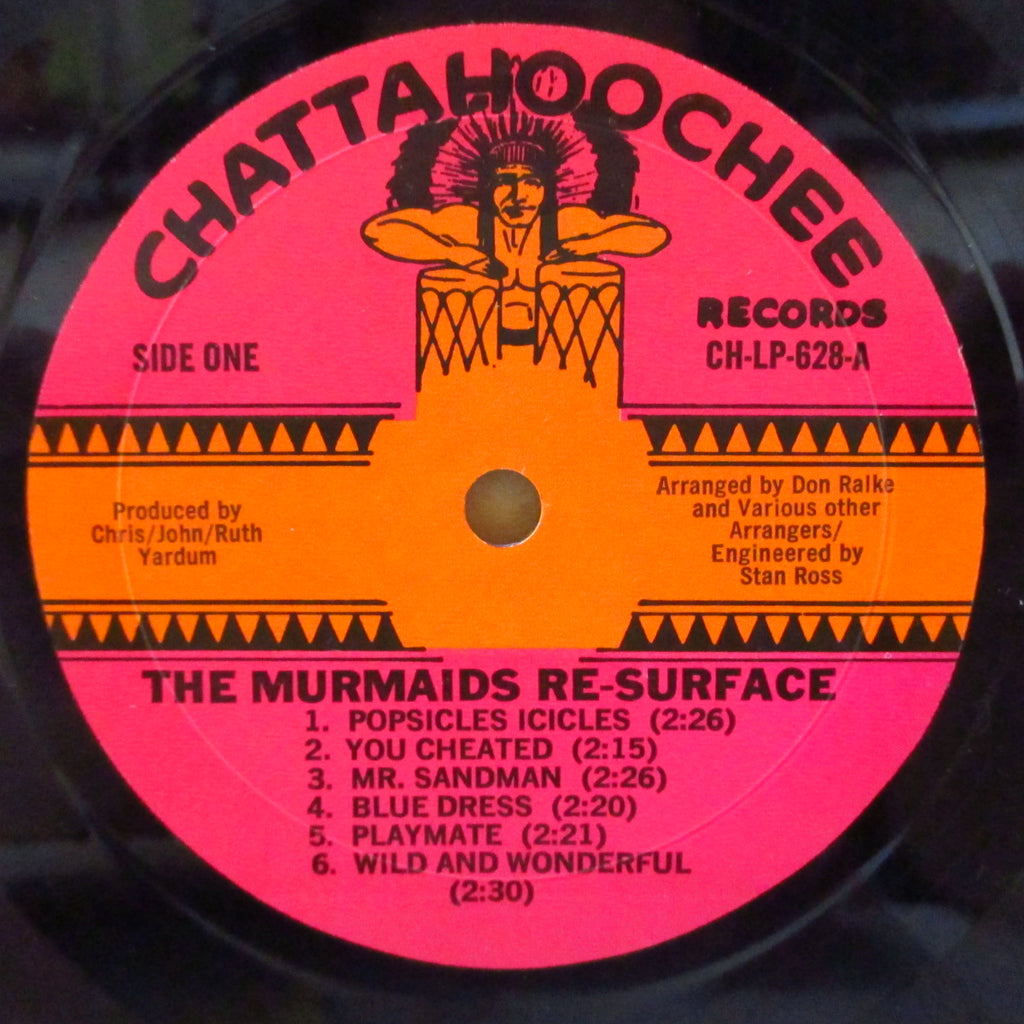 CHATTAHOOCHEE
RECORDS
SIDE ONE
CH-LP-628-A
Produced by
Chris/John/Ruth
Yardum
Arranged by Don Ralke
and Various other
Arrangers/
Engineered by
Stan Ross
THE MURMAIDS RE-SURFACE
1. POPSICLES ICICLES (2:26)
2. YOU CHEATED (2:15)
3. MR. SANDMAN (2:26)
4. BLUE DRESS (2:20)
5. PLAYMATE (2:21)
6. WILD AND WONDERFUL
(2:30)